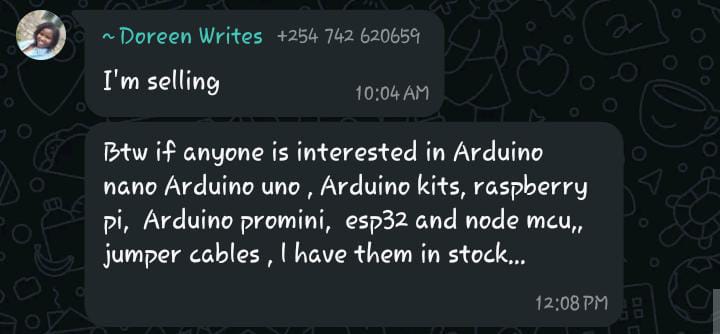 ~Doreen Writes +254 742 620659
I'm selling
10:04 AM
Btw if anyone is interested in Arduino
nano Arduino uno , Arduino kits, raspberry
pi, Arduino promini, esp32 and node mcu,,
jumper cables , I have them in stock...
12:08 PM